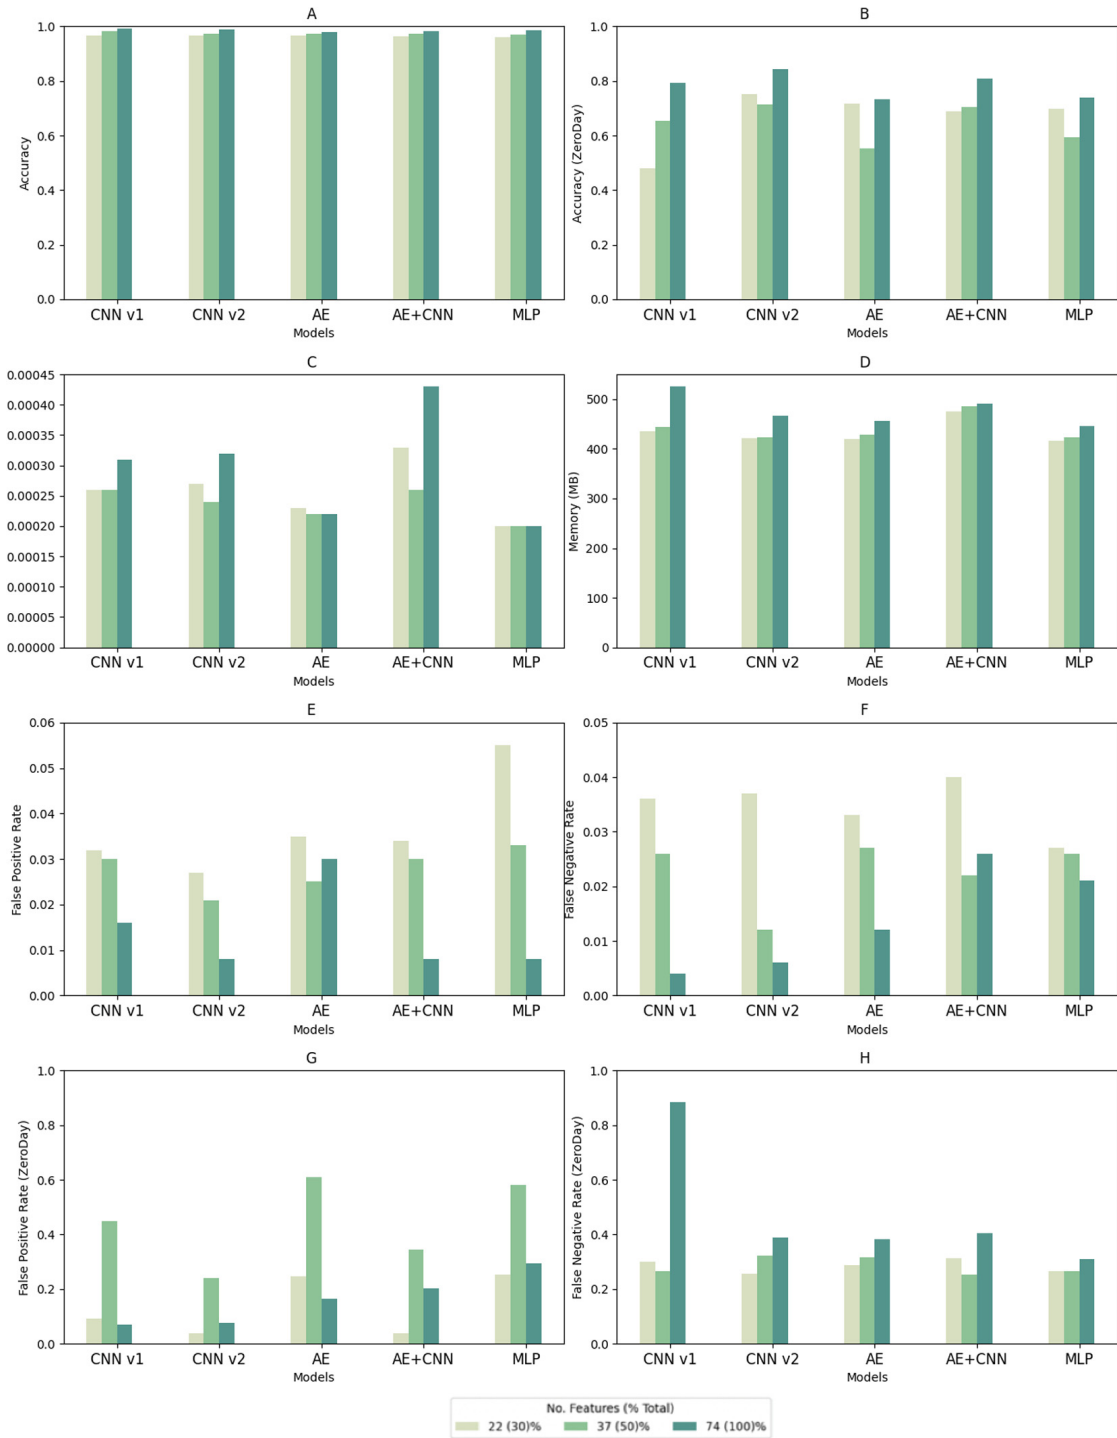 A
1.0
0.8
0.6
0.4
0.2
0.0
Accuracy
CNN v1 CNN v2 AE AE+CNN MLP
Models
B
1.0
0.8
0.6
0.4
0.2
0.0
Accuracy (ZeroDay)
CNN v1 CNN v2 AE AE+CNN MLP
Models
C
0.00045
0.00040
0.00035
0.00030
0.00025
0.00020
0.00015
0.00010
0.00005
0.00000
CNN v1 CNN v2 AE AE+CNN MLP
Models
D
500
400
300
200
100
0
Memory (MB)
CNN v1 CNN v2 AE AE+CNN MLP
Models
E
0.06
0.05
0.04
0.03
0.02
0.01
0.00
False Positive Rate
CNN v1 CNN v2 AE AE+CNN MLP
Models
F
0.05
0.04
0.03
0.02
0.01
0.00
False Negative Rate
CNN v1 CNN v2 AE AE+CNN MLP
Models
G
1.0
0.8
0.6
0.4
0.2
0.0
False Positive Rate (ZeroDay)
CNN v1 CNN v2 AE AE+CNN MLP
Models
H
1.0
0.8
0.6
0.4
0.2
0.0
False Negative Rate (ZeroDay)
CNN v1 CNN v2 AE AE+CNN MLP
Models
No. Features (% Total)
22 (30)% 37 (50)% 74 (100)%